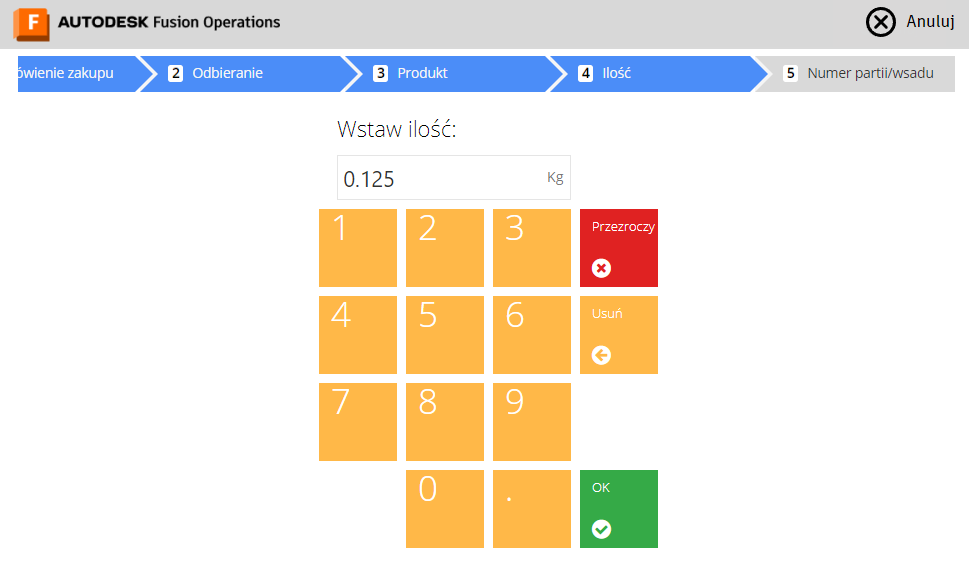 F AUTODESK Fusion Operations
Anuluj
ówienie zakupu
2 Odbieranie
3 Produkt
4 Ilość
5 Numer partii/wsadu
Wstaw ilość:
0.125 Kg
1 2 3 Przezroczy
4 5 6 Usuń
7 8 9
0 . OK